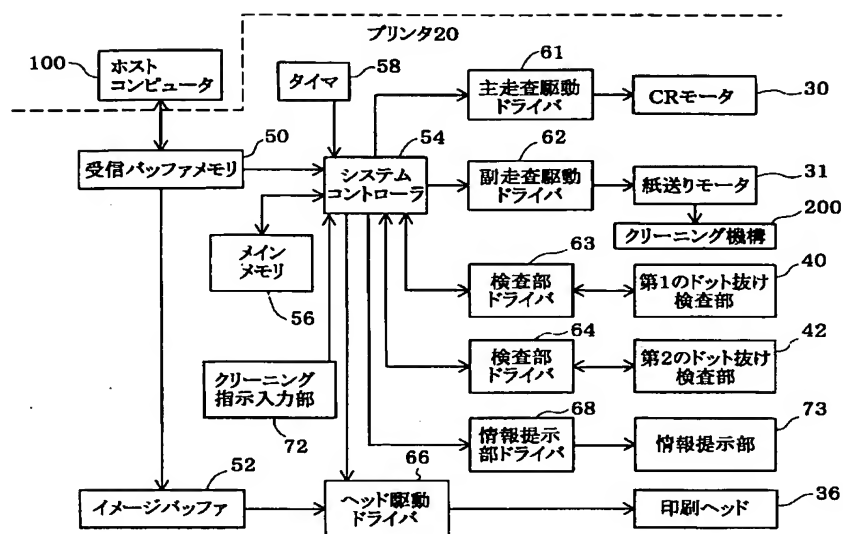 プリンタ20
100
ホスト
コンピュータ
タイマ
58
61
主走査駆動
ドライバ
CRモータ
30
50
受信バッファメモリ
54
システム
コントローラ
62
副走査駆動
ドライバ
紙送りモータ
31
200
クリーニング機構
メイン
メモリ
56
63
検査部
ドライバ
第1のドット抜け
検査部
40
64
検査部
ドライバ
第2のドット抜け
検査部
42
クリーニング
指示入力部
72
68
情報提示
部ドライバ
情報提示部
73
52
イメージバッファ
66
ヘッド駆動
ドライバ
印刷ヘッド
36